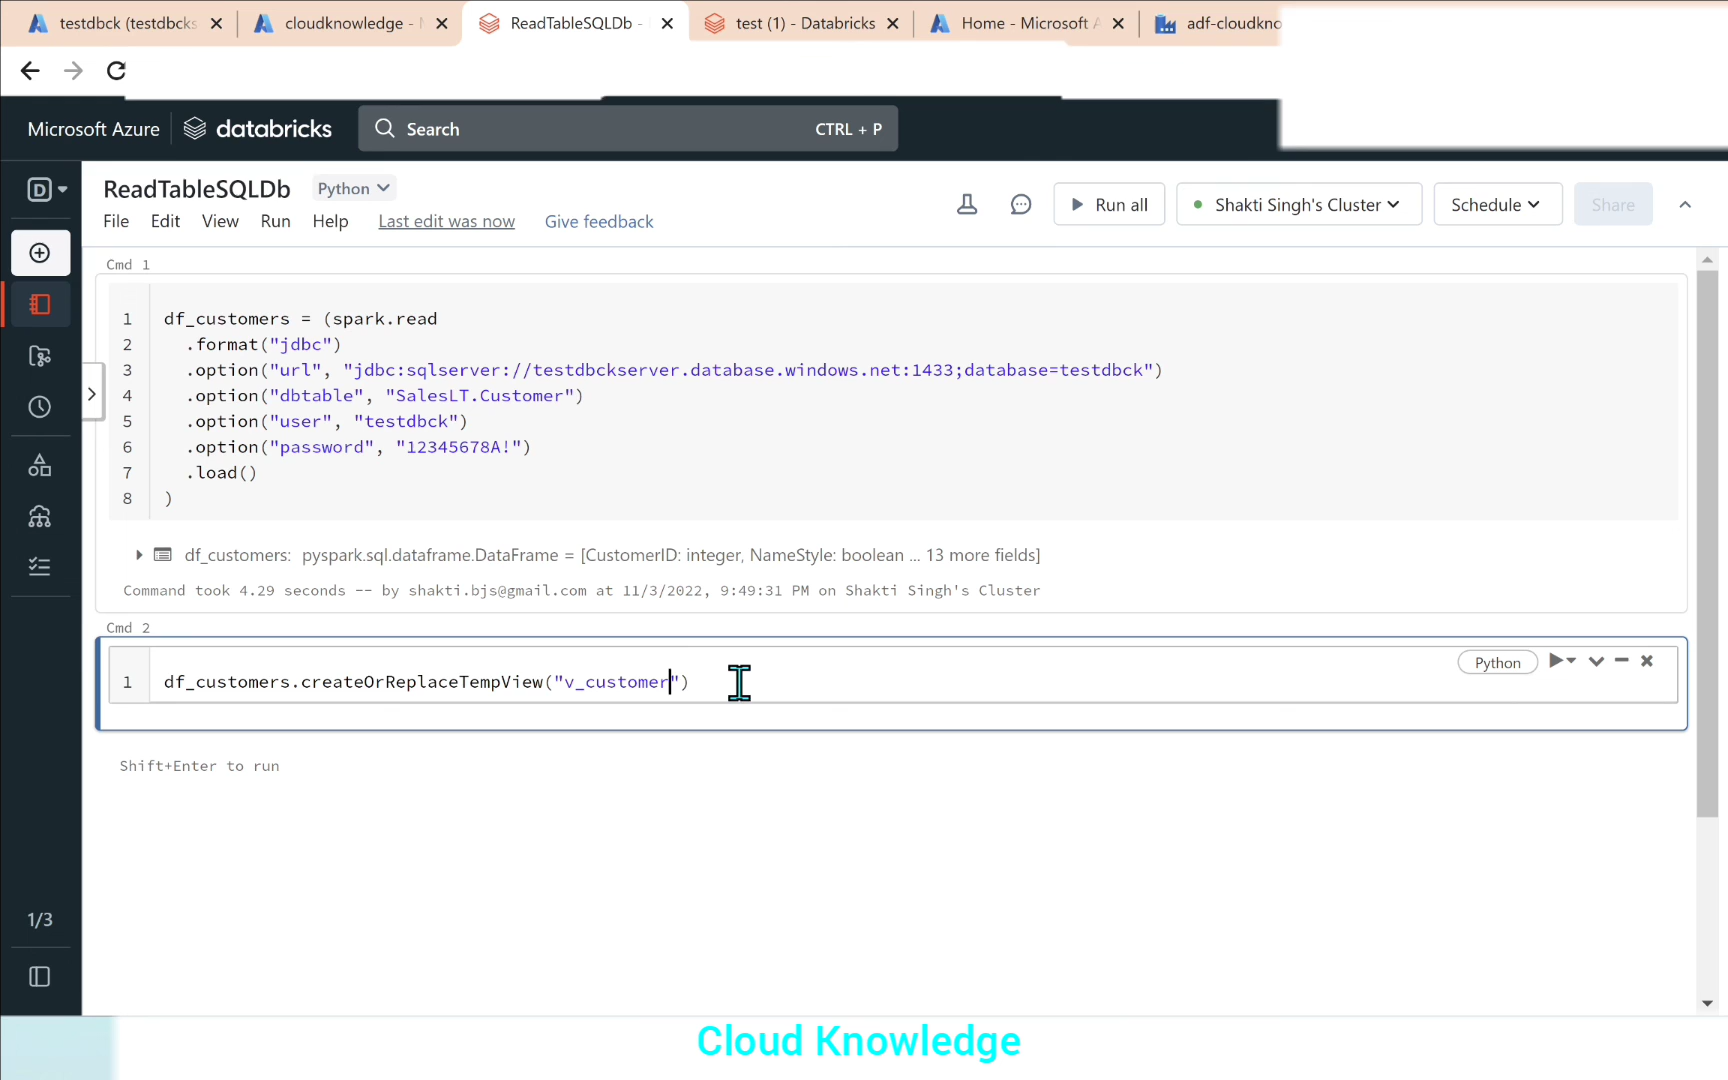 testdbck (testdbcks
cloudknowledge -
ReadTableSQLDb -
test (1) - Databricks
Home - Microsoft
adf-cloudkno
Microsoft Azure
databricks
Search
CTRL + P
D
ReadTableSQLDb
Python
File
Edit
View
Run
Help
Last edit was now
Give feedback
Run all
Shakti Singh's Cluster
Schedule
Share
Cmd 1
1 df_customers = (spark.read
2 .format("jdbc")
3 .option("url", "jdbc:sqlserver://testdbckserver.database.windows.net:1433;database=testdbck")
4 .option("dbtable", "SalesLT.Customer")
5 .option("user", "testdbck")
6 .option("password", "12345678A!")
7 .load()
8 )
df_customers: pyspark.sql.dataframe.DataFrame = [CustomerID: integer, NameStyle: boolean ... 13 more fields]
Command took 4.29 seconds -- by shakti.bjs@gmail.com at 11/3/2022, 9:49:31 PM on Shakti Singh's Cluster
Cmd 2
Python
1 df_customers.createOrReplaceTempView("v_customer")
Shift+Enter to run
1/3
Cloud Knowledge